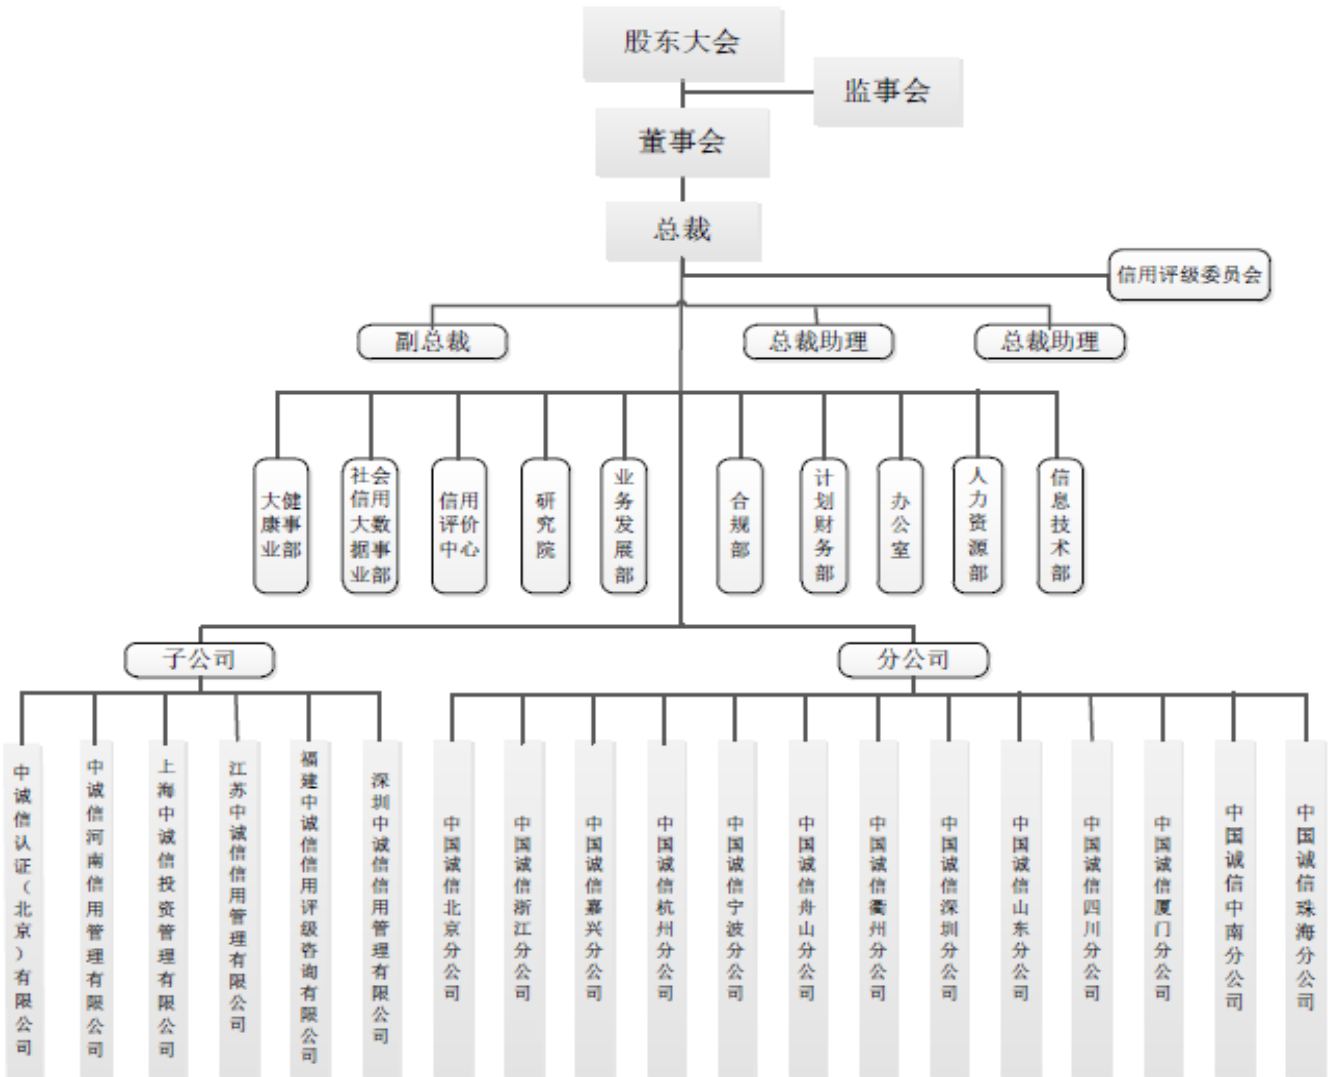 股东大会
监事会
董事会
总裁
信用评级委员会
副总裁
总裁助理
总裁助理
大健康事业部
社会信用大数据事业部
信用评价中心
研究院
业务发展部
合规部
计划财务部
办公室
人力资源部
信息技术部
子公司
分公司
中诚信认证（北京）有限公司
中诚信河南信用管理有限公司
上海中诚信投资管理有限公司
江苏中诚信信用管理有限公司
福建中诚信信用评级咨询有限公司
深圳中诚信信用管理有限公司
中国诚信北京分公司
中国诚信浙江分公司
中国诚信嘉兴分公司
中国诚信杭州分公司
中国诚信宁波分公司
中国诚信舟山分公司
中国诚信衢州分公司
中国诚信深圳分公司
中国诚信山东分公司
中国诚信四川分公司
中国诚信厦门分公司
中国诚信中南分公司
中国诚信珠海分公司